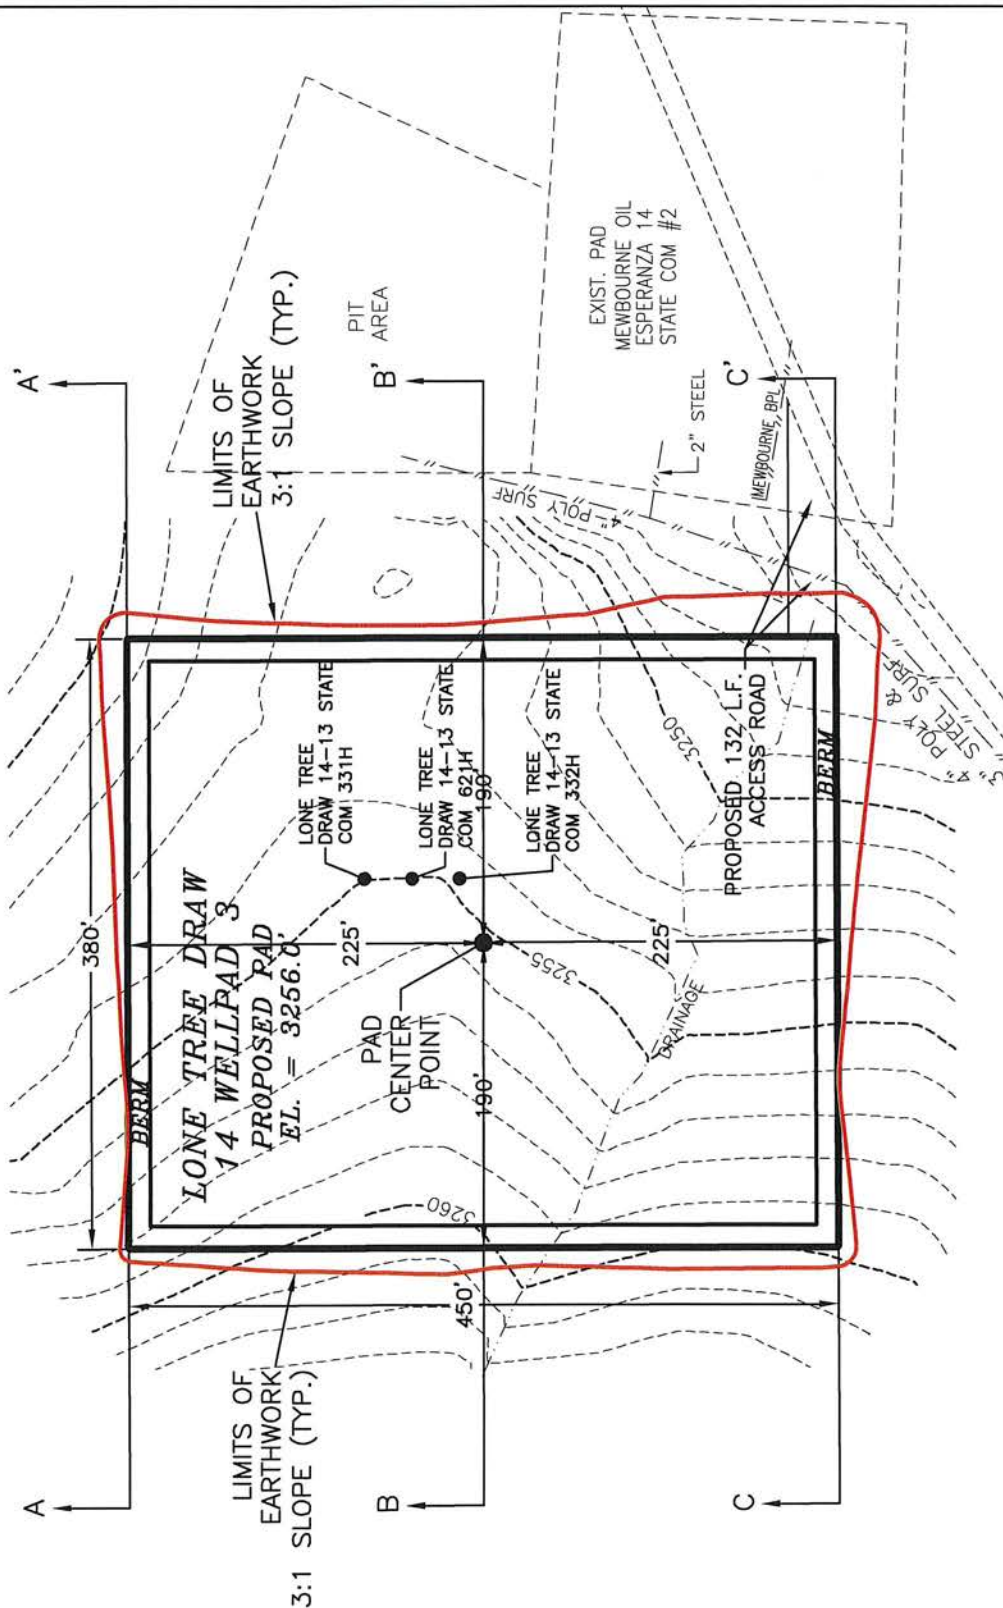 A
A'
LIMITS OF
EARTHWORK
3:1 SLOPE (TYP.)
380'
BERM
LONE TREE DRAW
14 WELLPAD 3
PROPOSED PAD
EL. = 3256.0'
225'
LONE TREE
DRAW 14-13 STATE
COM 331H
LONE TREE
DRAW 14-13 STATE
COM 621H
LONE TREE
DRAW 14-13 STATE
COM 332H
PIT
AREA
B
B'
PAD
CENTER
POINT
190'
190'
3255
3260
3250
225'
DRAINAGE
450'
LIMITS OF
EARTHWORK
3:1 SLOPE (TYP.)
4" POLY SURF
2" STEEL
EXIST. PAD
MEWBOURNE OIL
ESPERANZA 14
STATE COM #2
MEWBOURNE BPL
PROPOSED 132 L.F.
ACCESS ROAD
BERM
C
C'
3", 4" POLY &
STEEL SURF